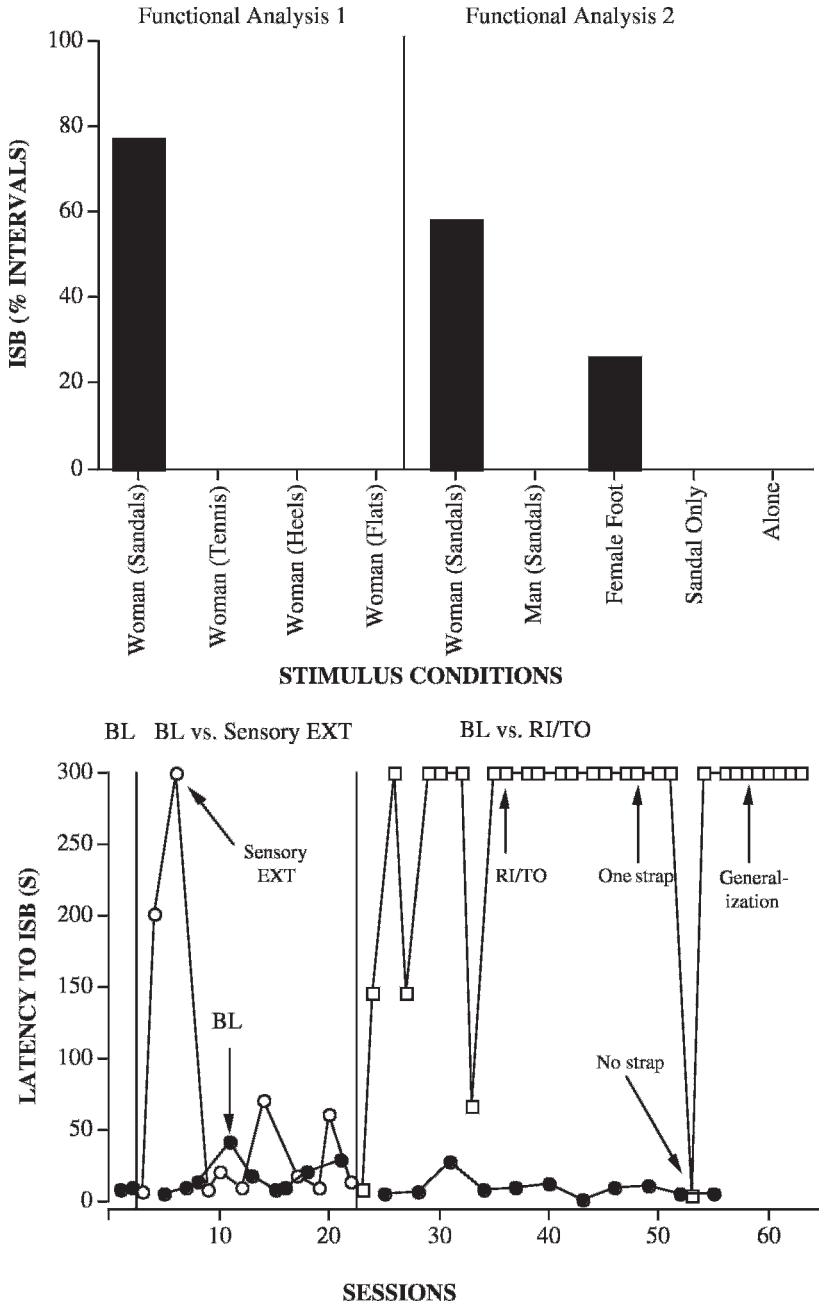 Functional Analysis 1
Functional Analysis 2
ISB (% INTERVALS)
100
80
60
40
20
0
Woman (Sandals)
Woman (Tennis)
Woman (Heels)
Woman (Flats)
Woman (Sandals)
Man (Sandals)
Female Foot
Sandal Only
Alone
STIMULUS CONDITIONS
BL
BL vs. Sensory EXT
BL vs. RI/TO
LATENCY TO ISB (S)
300
250
200
150
100
50
0
Sensory
EXT
BL
RI/TO
One strap
General-
ization
No strap
10
20
30
40
50
60
SESSIONS